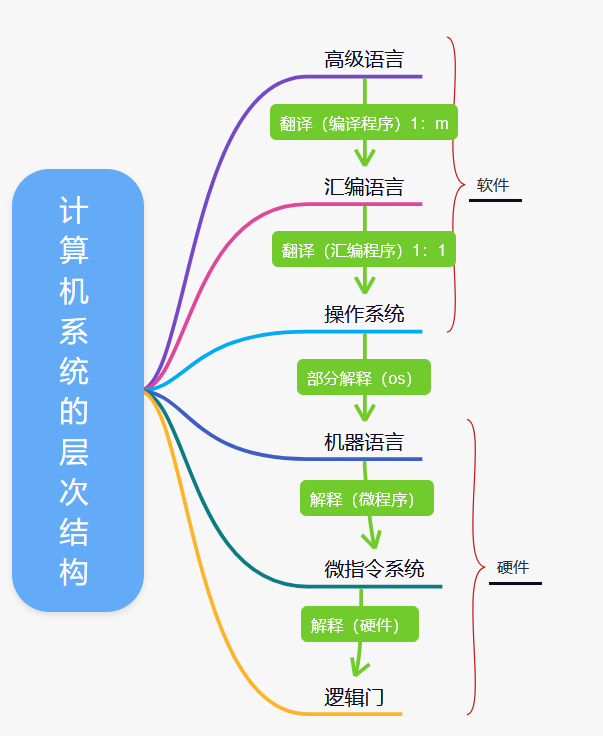 计算机系统的层次结构
高级语言
翻译（编译程序）1：m
汇编语言
软件
翻译（汇编程序）1：1
操作系统
部分解释（os）
机器语言
解释（微程序）
微指令系统
硬件
解释（硬件）
逻辑门